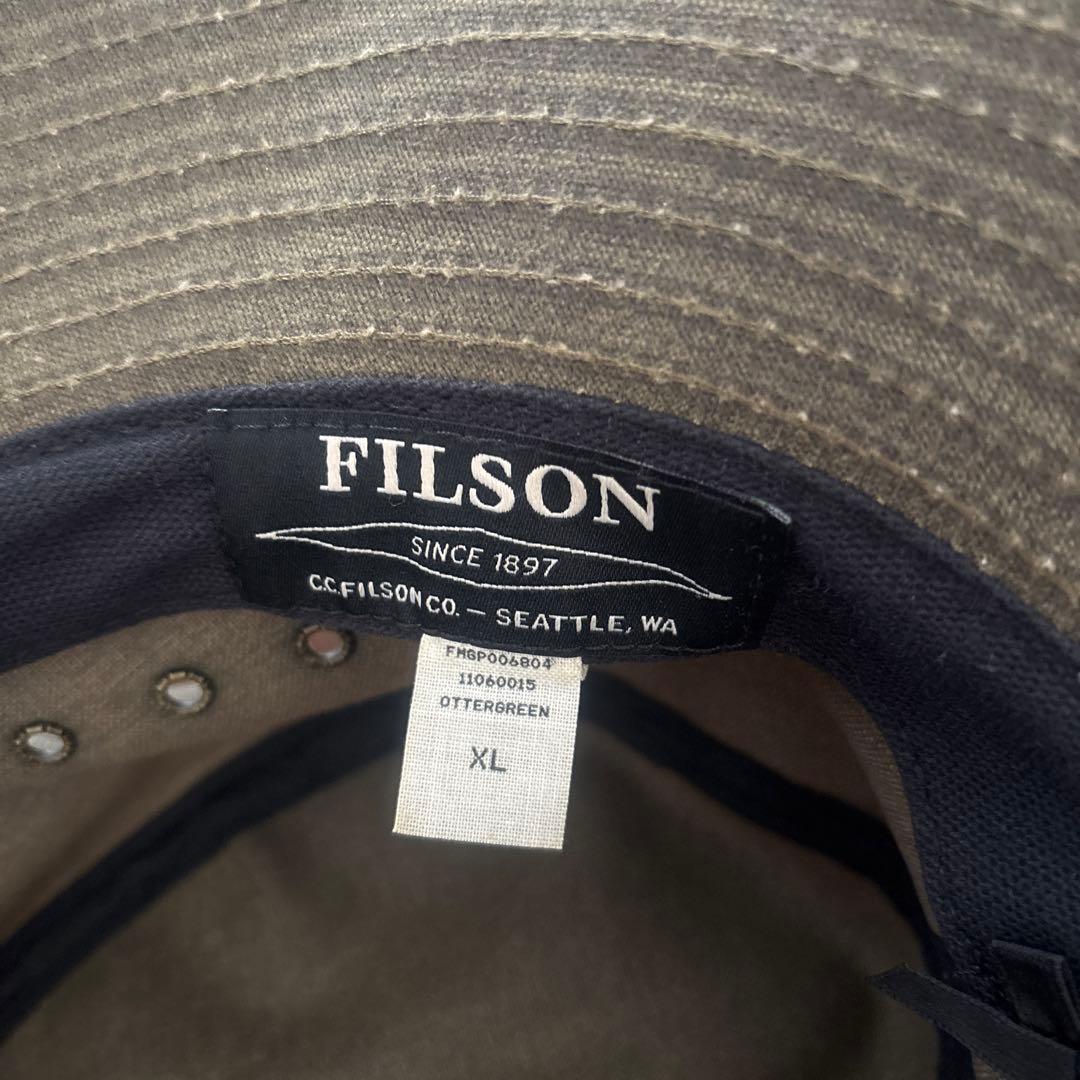 FILSON
SINCE 1897
C.C.FILSON CO. – SEATTLE, WA
FMGP006804
11060015
OTTERGREEN
XL